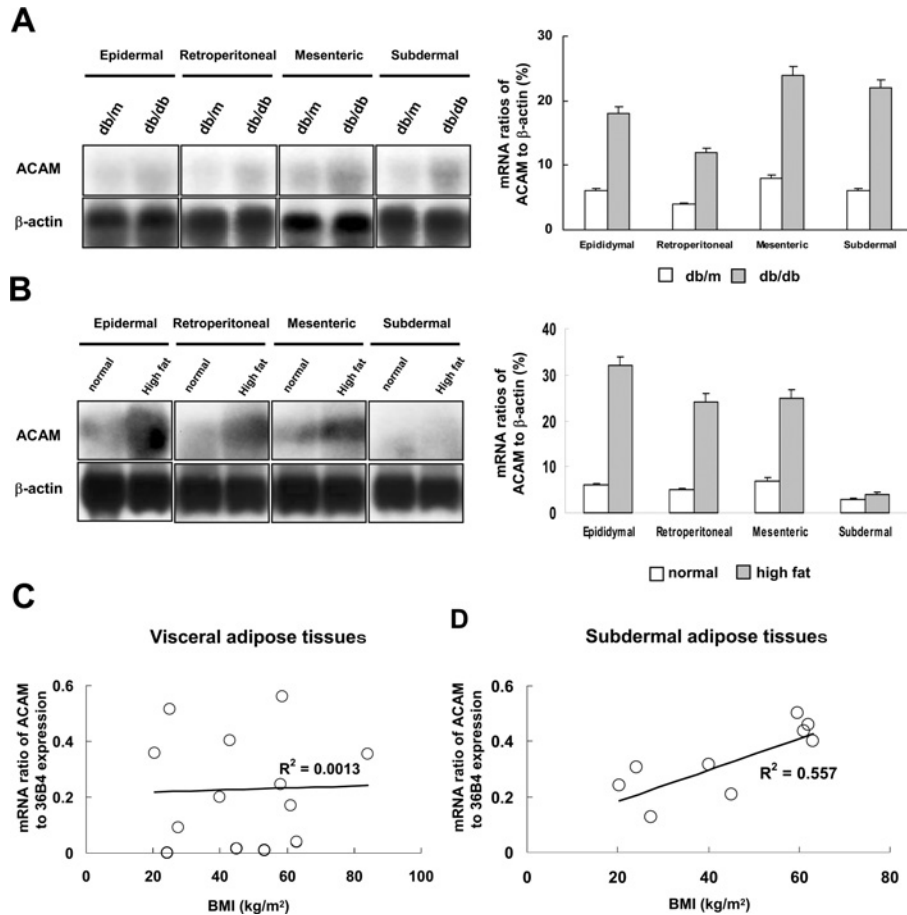 A
Epidermal Retroperitoneal Mesenteric Subdermal
db/m db/db db/m db/db db/m db/db db/m db/db
ACAM
β-actin
mRNA ratios of
ACAM to β-actin (%)
30
20
10
0
Epididymal Retroperitoneal Mesenteric Subdermal
db/m db/db
B
Epidermal Retroperitoneal Mesenteric Subdermal
normal High fat normal High fat normal High fat normal High fat
ACAM
β-actin
mRNA ratios of
ACAM to β-actin (%)
40
30
20
10
0
Epididymal Retroperitoneal Mesenteric Subdermal
normal high fat
C
Visceral adipose tissues
mRNA ratio of ACAM
to 36B4 expression
0.6
0.4
0.2
0
R² = 0.0013
0 20 40 60 80 100
BMI (kg/m²)
D
Subdermal adipose tissues
mRNA ratio of ACAM
to 36B4 expression
0.6
0.4
0.2
0
R² = 0.557
0 20 40 60 80
BMI (kg/m²)